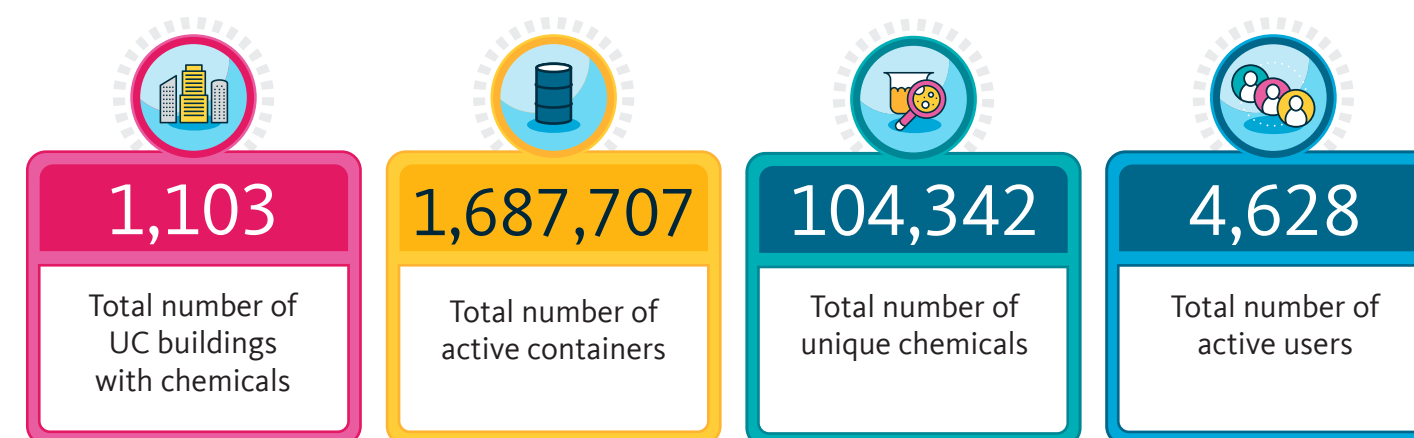 1,103
Total number of
UC buildings
with chemicals
1,687,707
Total number of
active containers
104,342
Total number of
unique chemicals
4,628
Total number of
active users